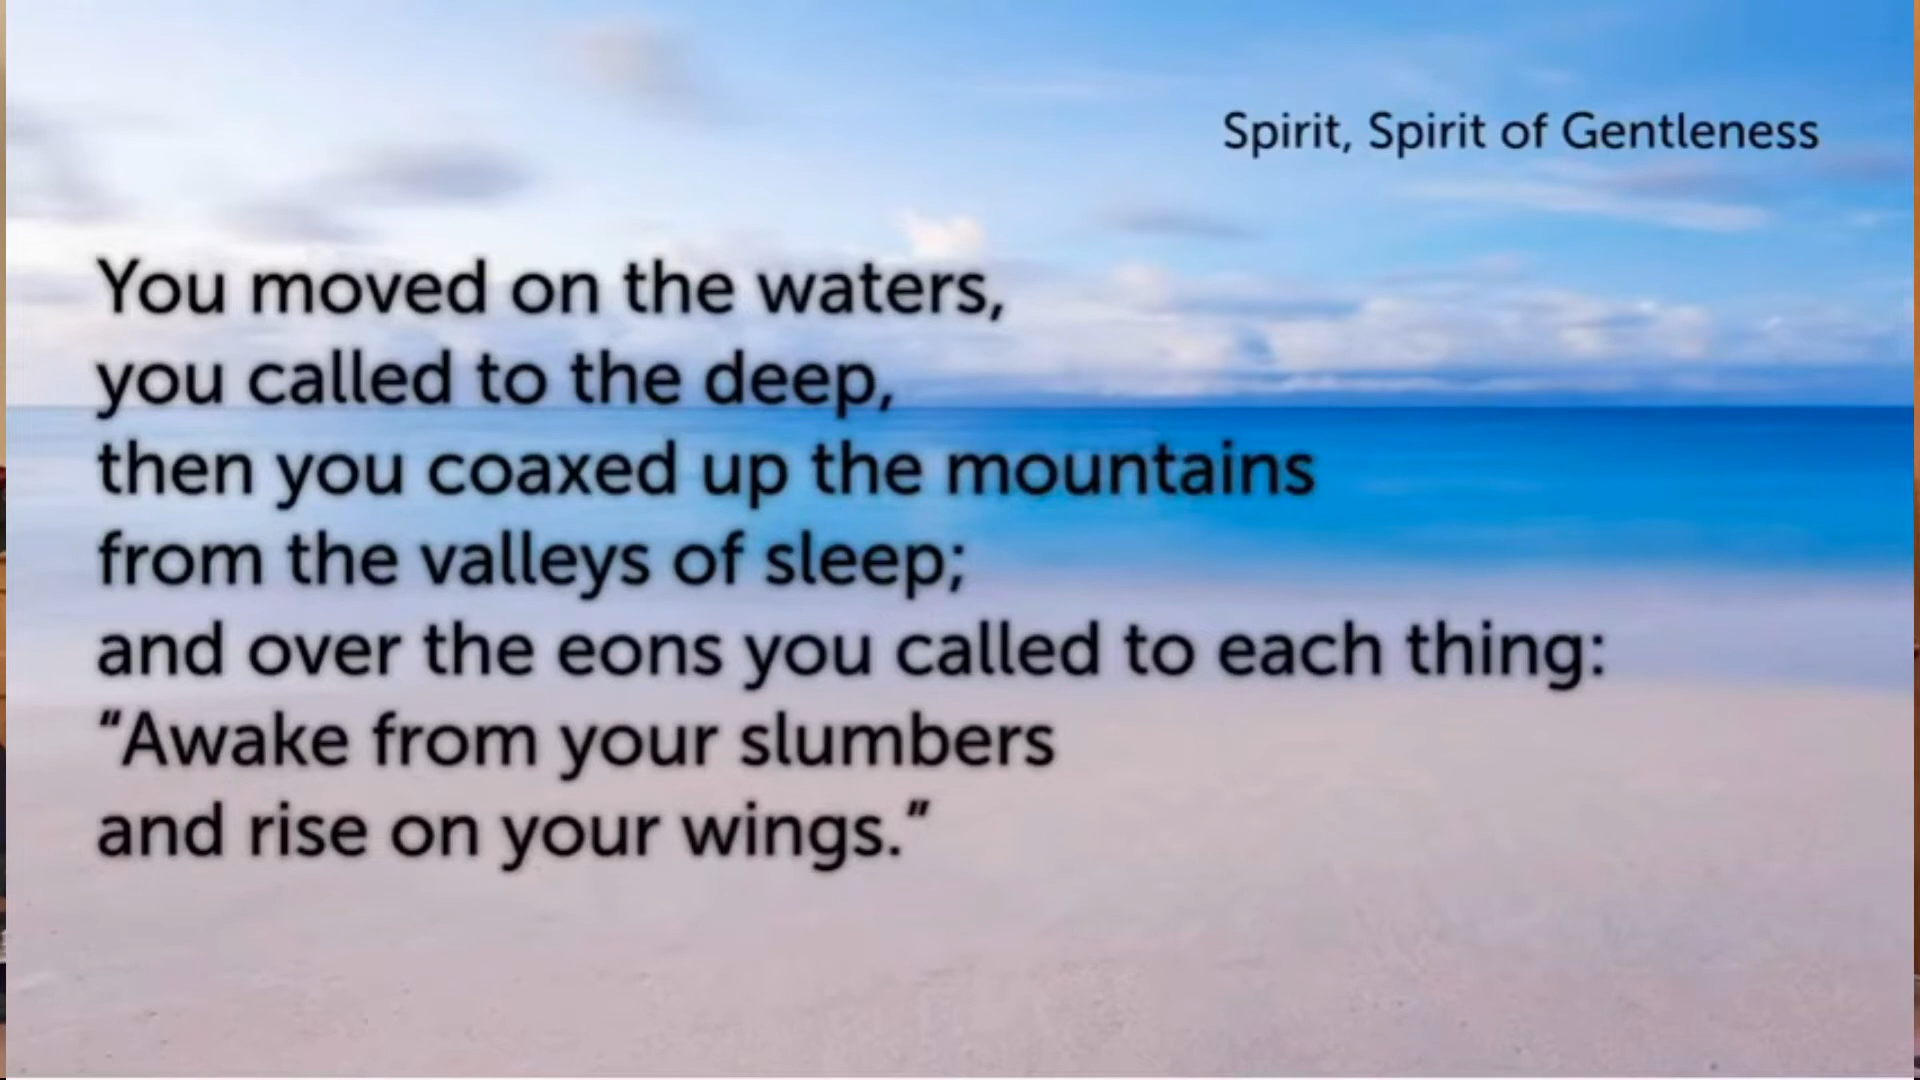 Spirit, Spirit of Gentleness
You moved on the waters,
you called to the deep,
then you coaxed up the mountains
from the valleys of sleep;
and over the eons you called to each thing:
“Awake from your slumbers
and rise on your wings.”